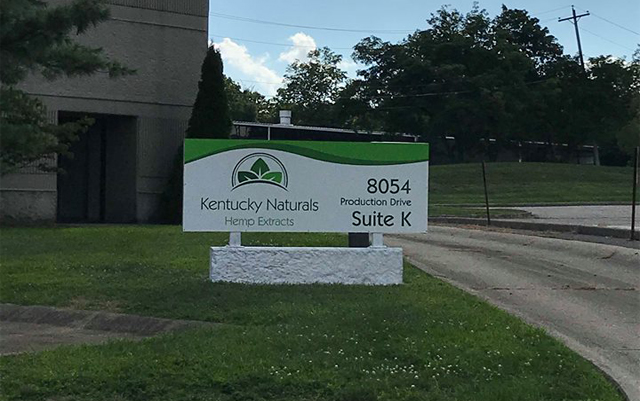 Kentucky Naturals
Hemp Extracts
8054
Production Drive
Suite K